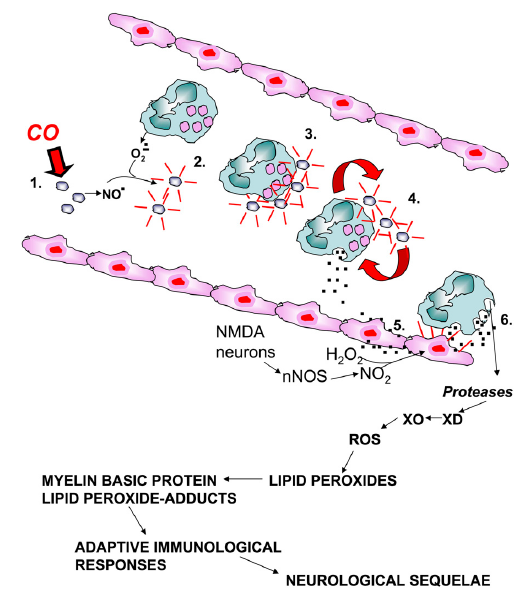 CO
1.
NO•
O2•−
2.
3.
4.
5.
6.
NMDA
neurons
nNOS
H2O2
NO2
Proteases
XO
XD
ROS
LIPID PEROXIDES
MYELIN BASIC PROTEIN
LIPID PEROXIDE-ADDUCTS
ADAPTIVE IMMUNOLOGICAL
RESPONSES
NEUROLOGICAL SEQUELAE